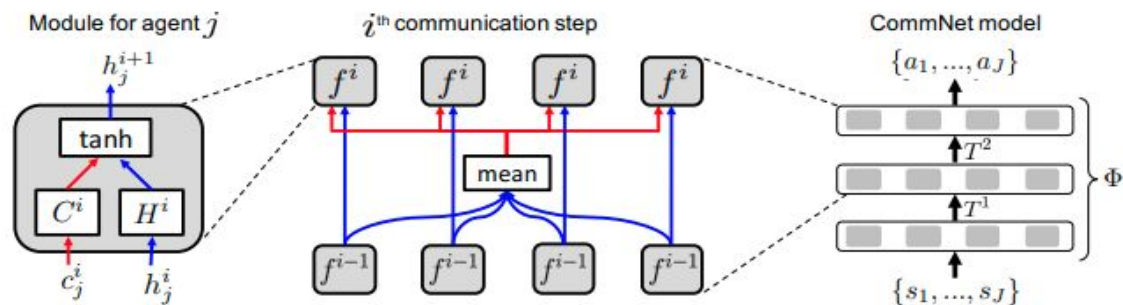 Module for agent j
h_j^{i+1}
tanh
C^i
H^i
c_j^i
h_j^i
i^{th} communication step
f^i f^i f^i f^i
mean
f^{i-1} f^{i-1} f^{i-1} f^{i-1}
CommNet model
{a_1, ..., a_J}
T^2
T^1
Φ
{s_1, ..., s_J}